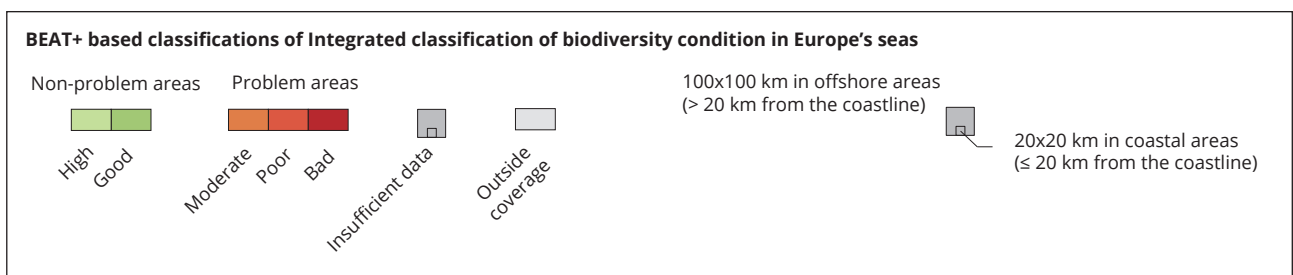 BEAT+ based classifications of Integrated classification of biodiversity condition in Europe's seas
Non-problem areas
Problem areas
High
Good
Moderate
Poor
Bad
Insufficient data
Outside
coverage
100x100 km in offshore areas
(> 20 km from the coastline)
20x20 km in coastal areas
(≤ 20 km from the coastline)